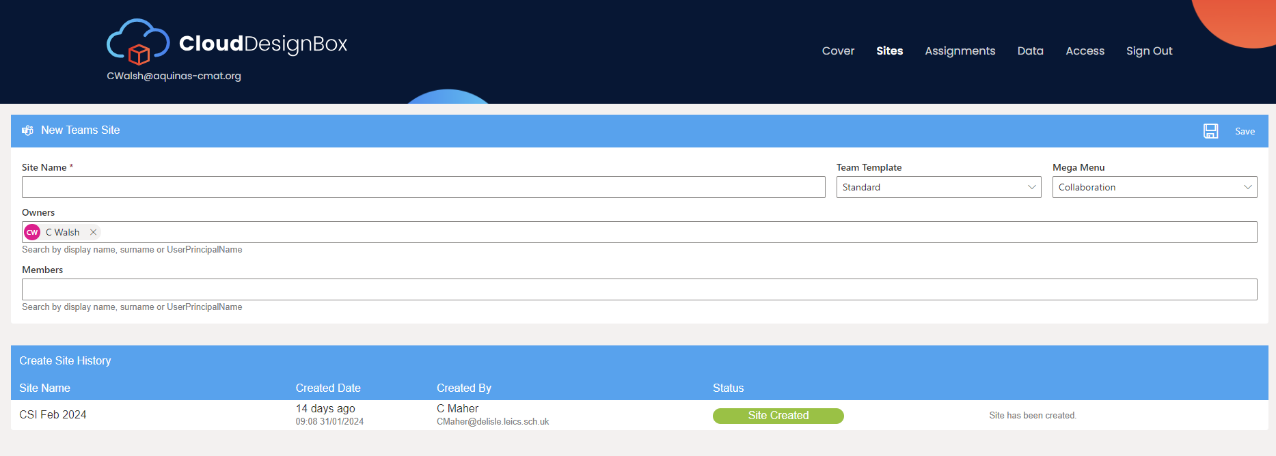 CloudDesignBox
CWalsh@aquinas-cmat.org
Cover Sites Assignments Data Access Sign Out
New Teams Site Save
Site Name * Team Template Mega Menu
Standard Collaboration
Owners
CW C Walsh
Search by display name, surname or UserPrincipalName
Members
Search by display name, surname or UserPrincipalName
Create Site History
Site Name Created Date Created By Status
CSI Feb 2024 14 days ago C Maher Site Created Site has been created.
09:08 31/01/2024 CMaher@delisle.leics.sch.uk